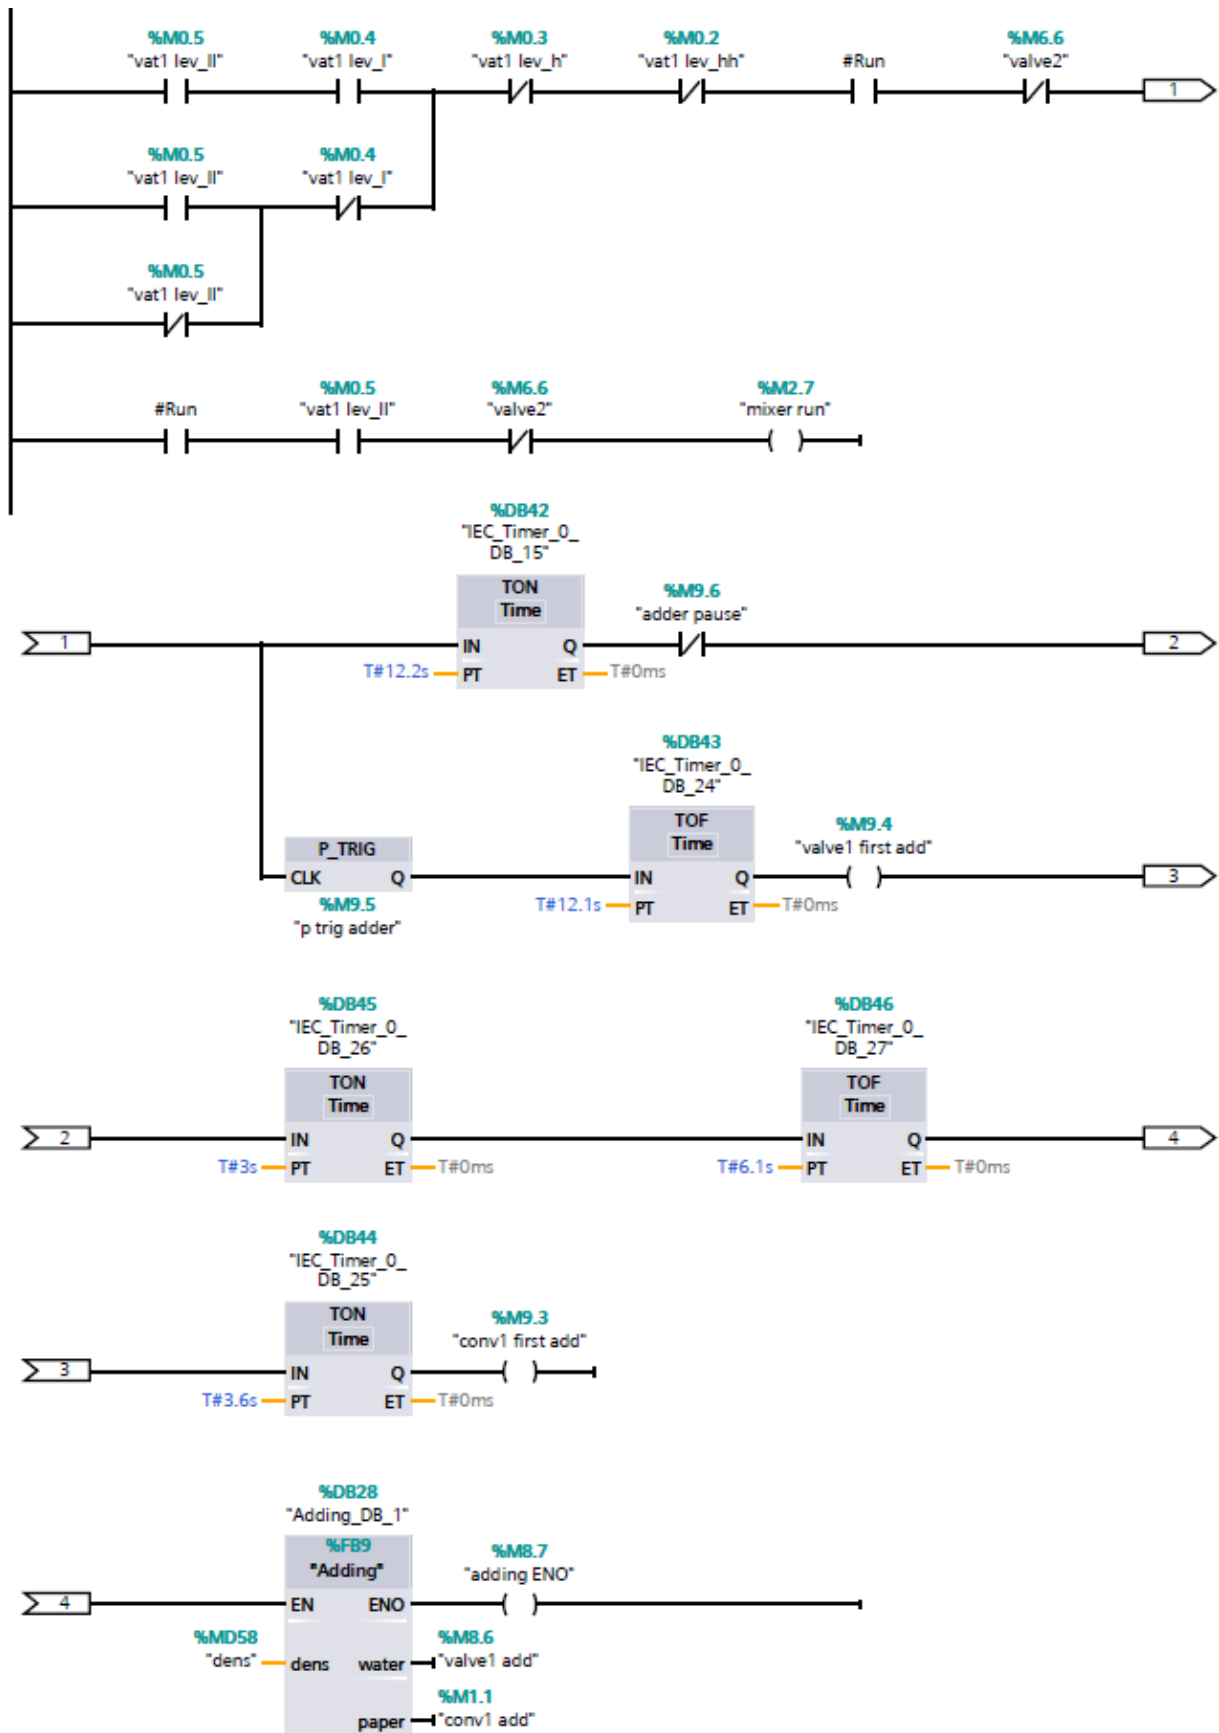 %M0.5 %M0.4 %M0.3 %M0.2 %M6.6
"vat1 lev_ll" "vat1 lev_l" "vat1 lev_h" "vat1 lev_hh" #Run "valve2"
1
%M0.5 %M0.4
"vat1 lev_ll" "vat1 lev_l"
%M0.5
"vat1 lev_ll"
%M0.5 %M6.6 %M2.7
#Run "vat1 lev_ll" "valve2" "mixer run"
%DB42
"IEC_Timer_0_
DB_15"
TON
Time
%M9.6
"adder pause"
1 IN Q 2
T#12.2s PT ET T#0ms
%DB43
"IEC_Timer_0_
DB_24"
TOF
Time
%M9.4
"valve1 first add"
P_TRIG
CLK Q IN Q 3
%M9.5 T#12.1s PT ET T#0ms
"p trig adder"
%DB45 %DB46
"IEC_Timer_0_ "IEC_Timer_0_
DB_26" DB_27"
TON TOF
Time Time
2 IN Q IN Q 4
T#3s PT ET T#0ms T#6.1s PT ET T#0ms
%DB44
"IEC_Timer_0_
DB_25"
TON
Time
%M9.3
"conv1 first add"
3 IN Q
T#3.6s PT ET T#0ms
%DB28
"Adding_DB_1"
%FB9
"Adding"
%M8.7
"adding ENO"
4 EN ENO
%MD58 %M8.6
"dens" dens water "valve1 add"
%M1.1
paper "conv1 add"